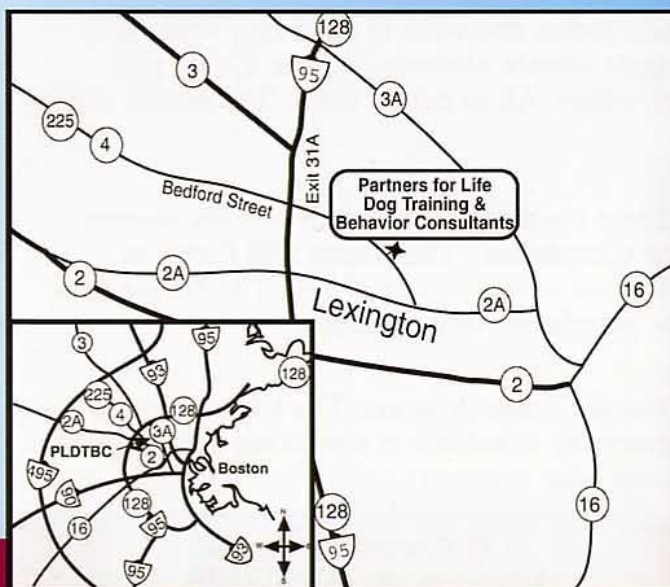 128
95
3
3A
225
4
Exit 31A
Bedford Street
Partners for Life
Dog Training &
Behavior Consultants
2A
2
Lexington
2A
16
2
16
128
95
95
3
93
128
225
4
128
2A
3A
PLDTBC
2
Boston
495
90
128
16
95
93
95
N
W
E
S